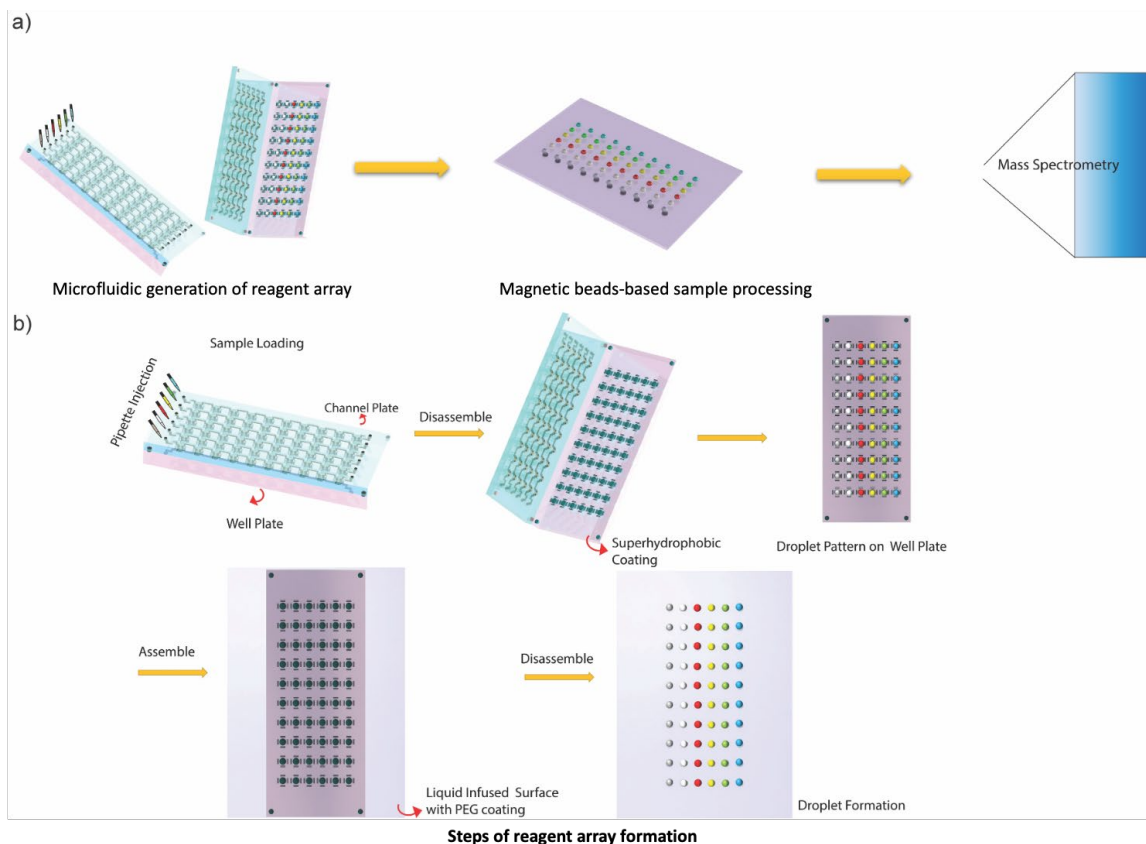 a)
Mass Spectrometry
Microfluidic generation of reagent array
Magnetic beads-based sample processing
b)
Sample Loading
Pipette Injection
Channel Plate
Well Plate
Disassemble
Superhydrophobic
Coating
Droplet Pattern on Well Plate
Assemble
Liquid Infused Surface
with PEG coating
Disassemble
Droplet Formation
Steps of reagent array formation